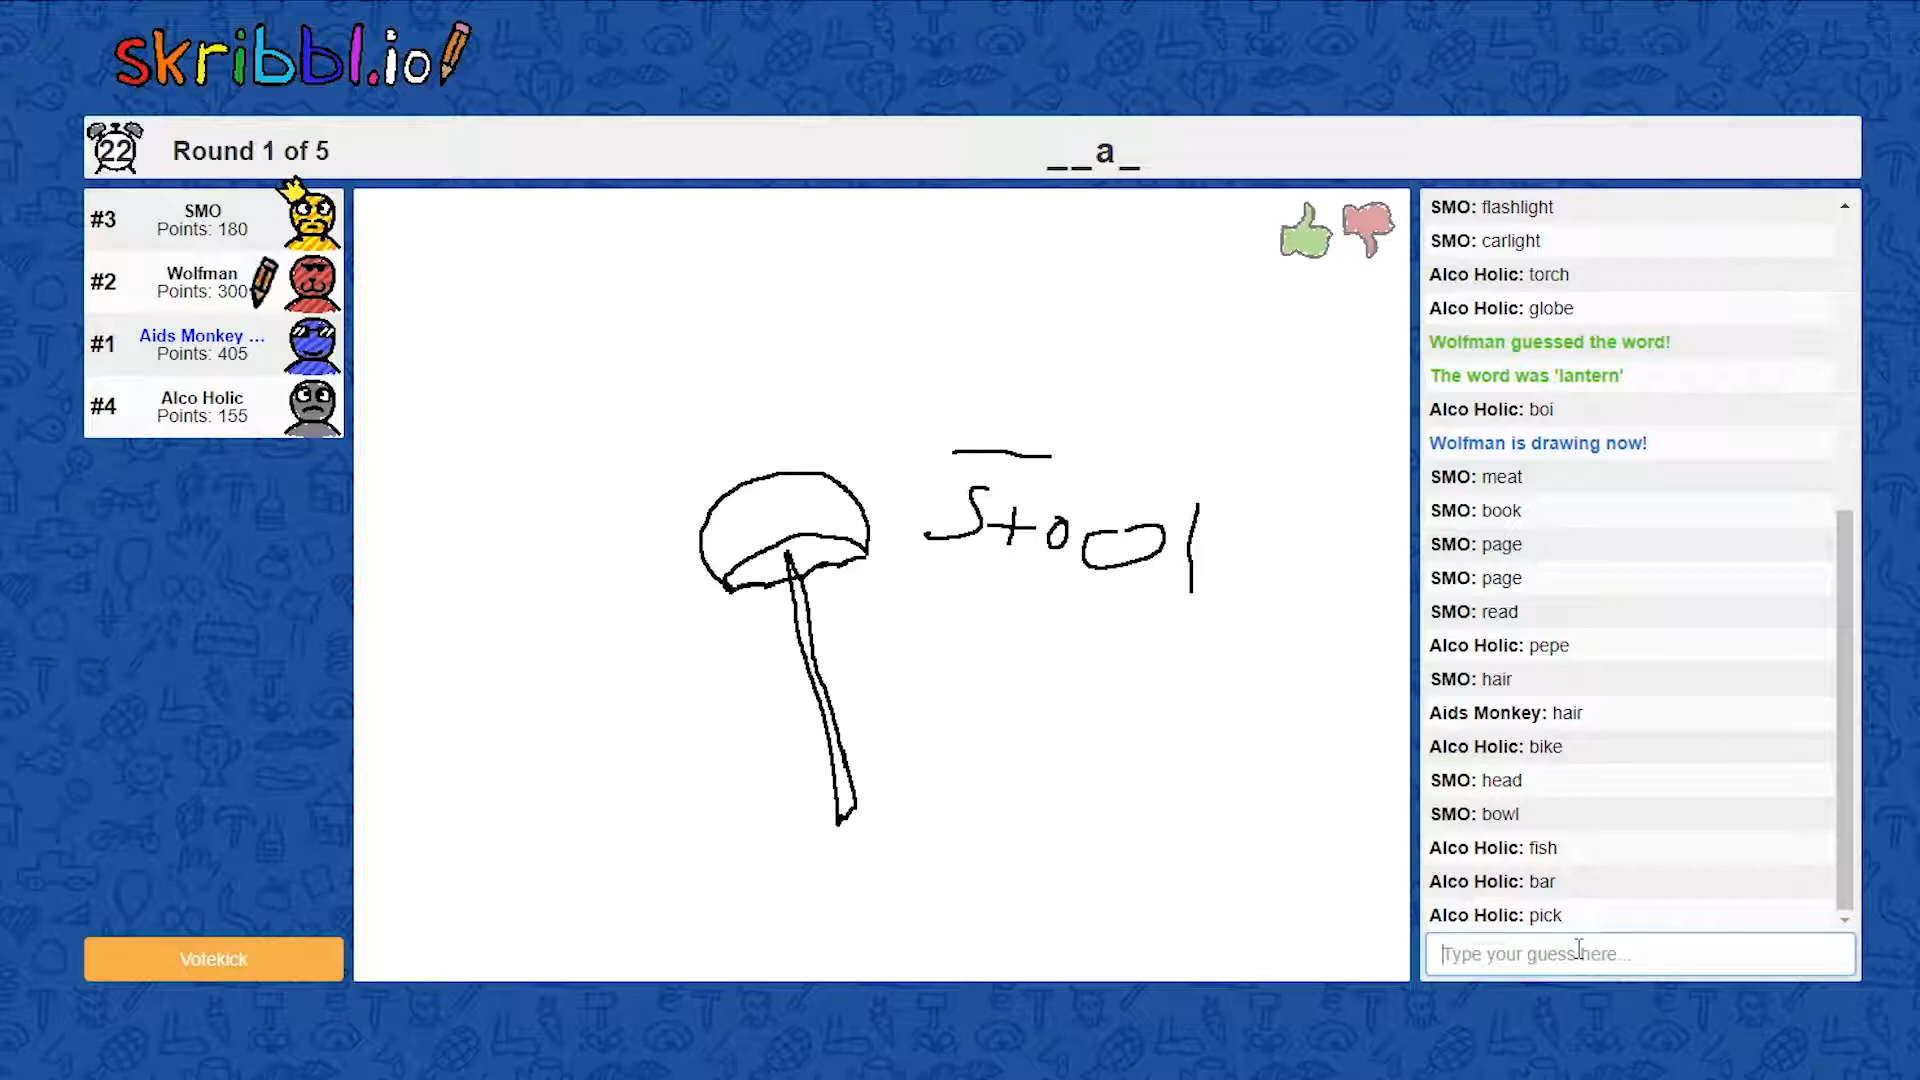 skribbl.io
22
Round 1 of 5
__a_
#3
SMO
Points: 180
#2
Wolfman
Points: 300
#1
Aids Monkey ...
Points: 405
#4
Alco Holic
Points: 155
Votekick
Stool
SMO: flashlight
SMO: carlight
Alco Holic: torch
Alco Holic: globe
Wolfman guessed the word!
The word was 'lantern'
Alco Holic: boi
Wolfman is drawing now!
SMO: meat
SMO: book
SMO: page
SMO: page
SMO: read
Alco Holic: pepe
SMO: hair
Aids Monkey: hair
Alco Holic: bike
SMO: head
SMO: bowl
Alco Holic: fish
Alco Holic: bar
Alco Holic: pick
Type your guess here...